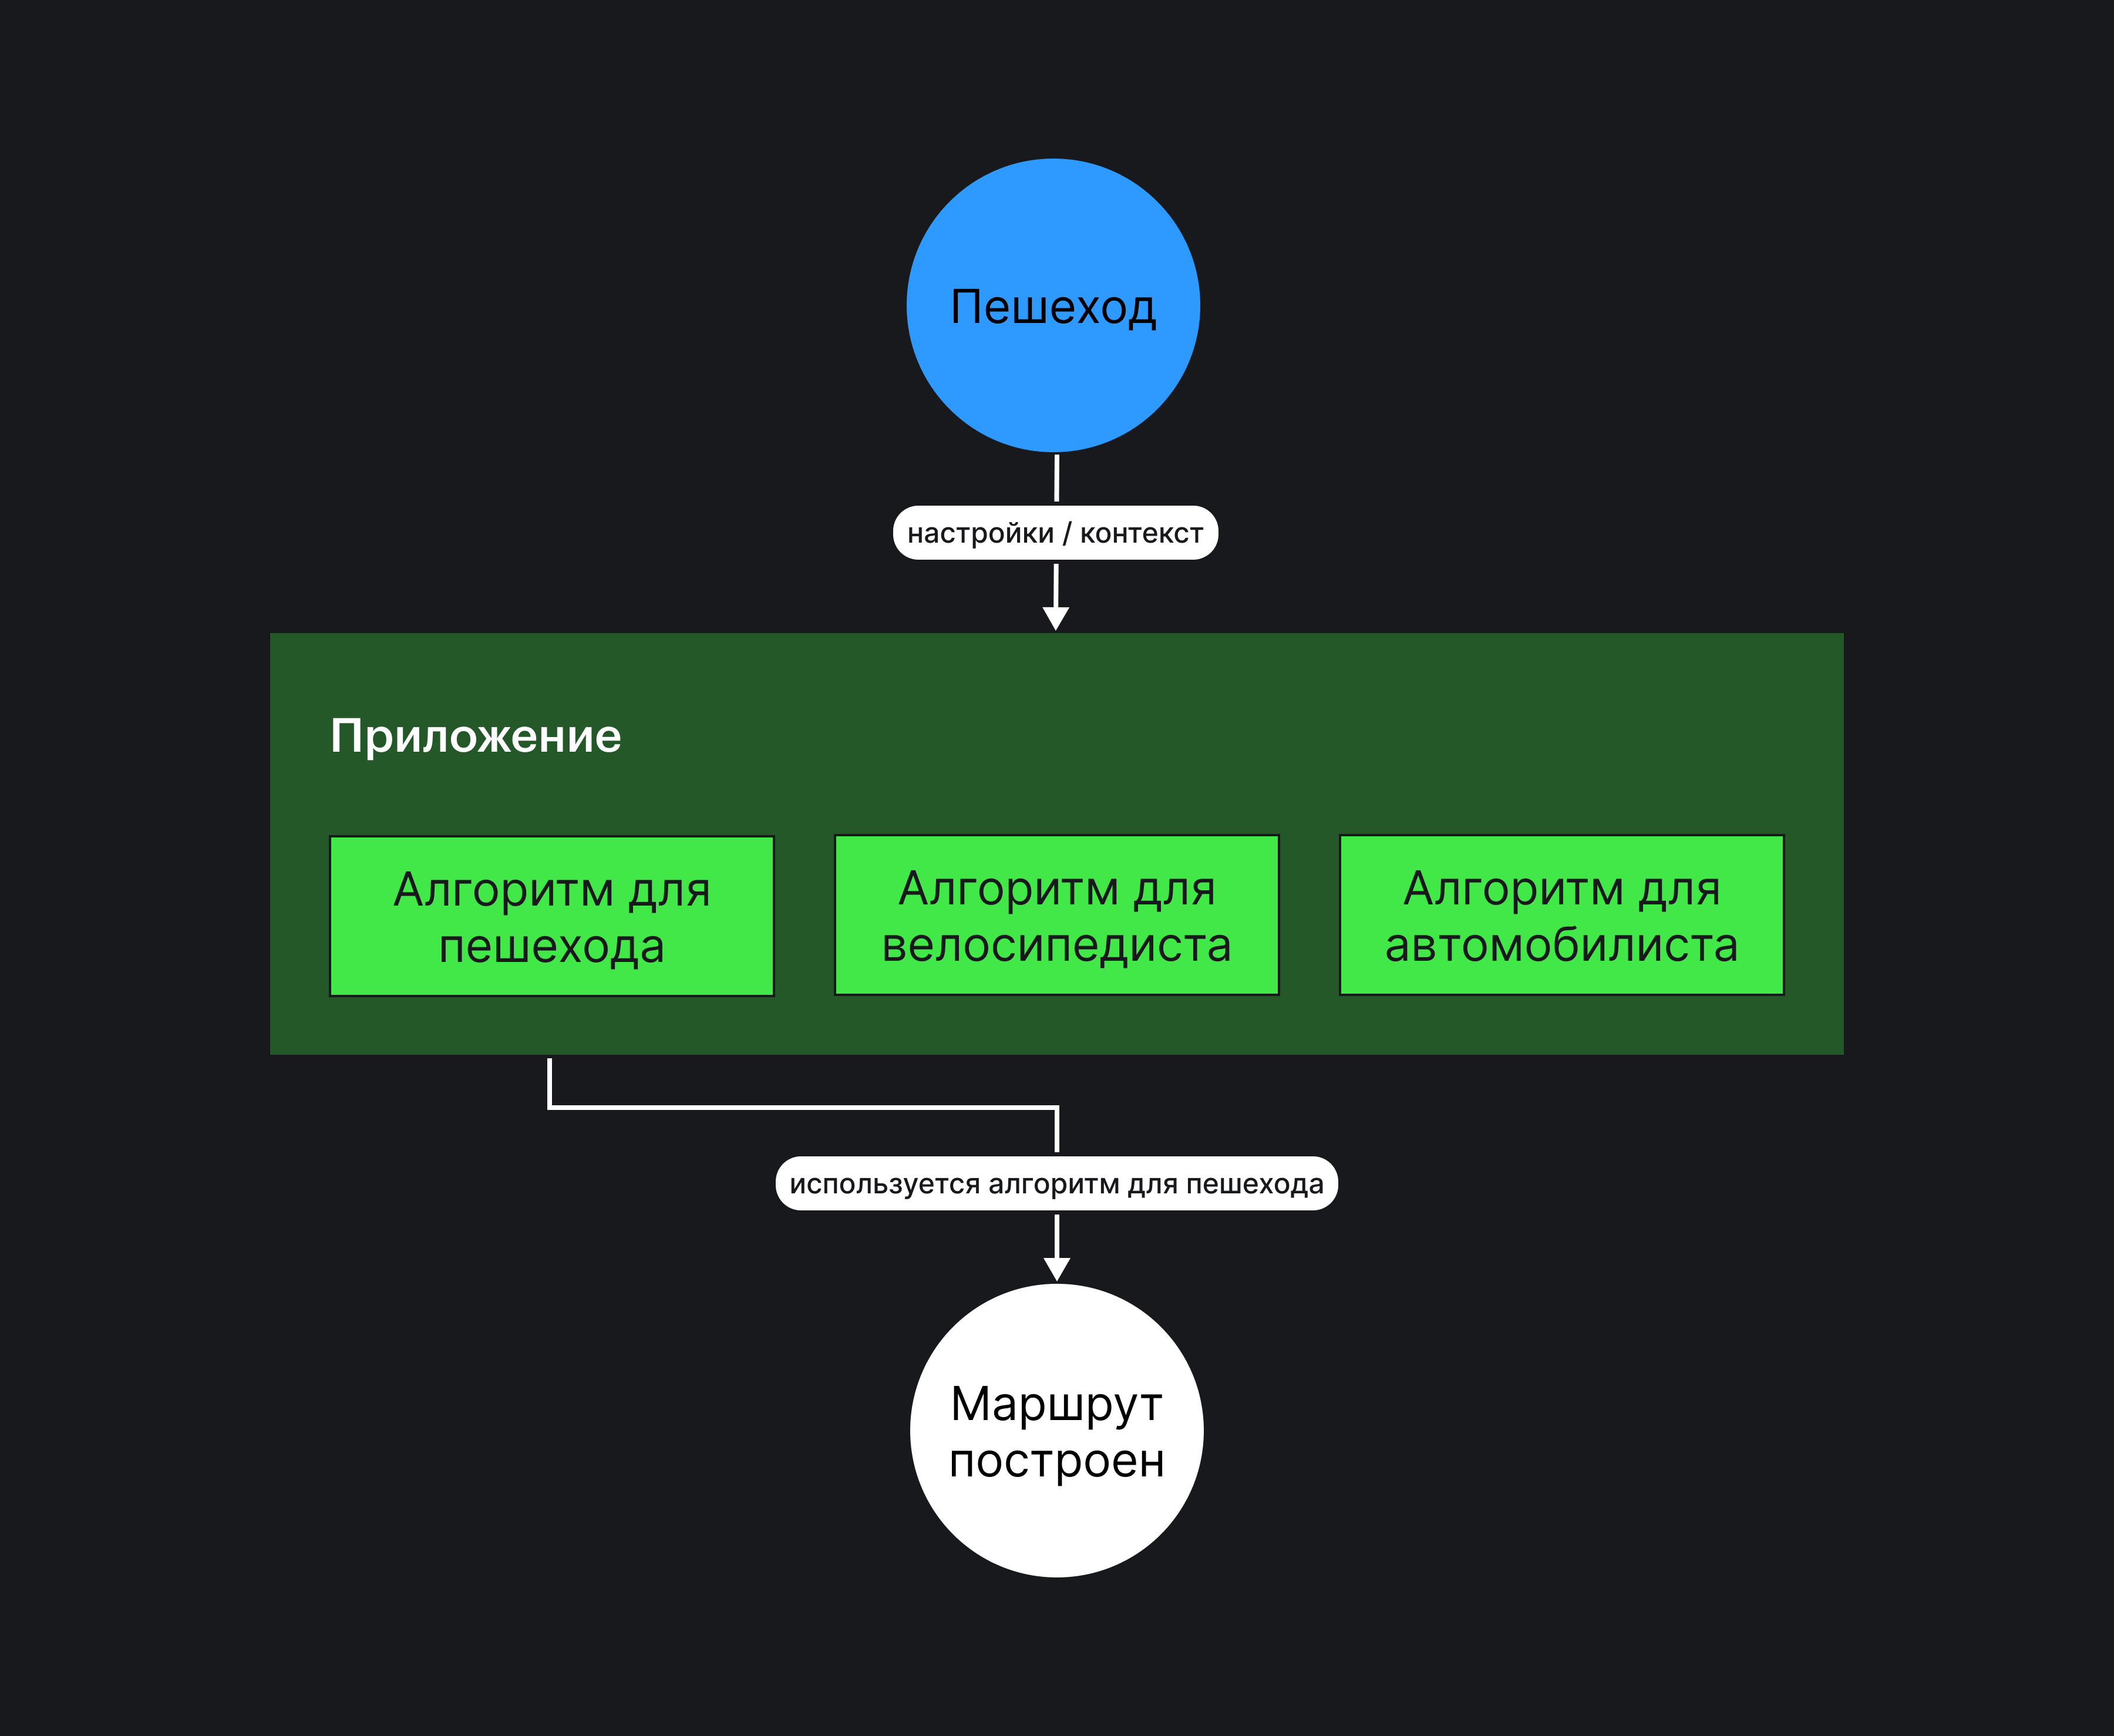 Пешеход
настройки / контекст
Приложение
Алгоритм для
пешехода
Алгоритм для
велосипедиста
Алгоритм для
автомобилиста
используется алгоритм для пешехода
Маршрут
построен